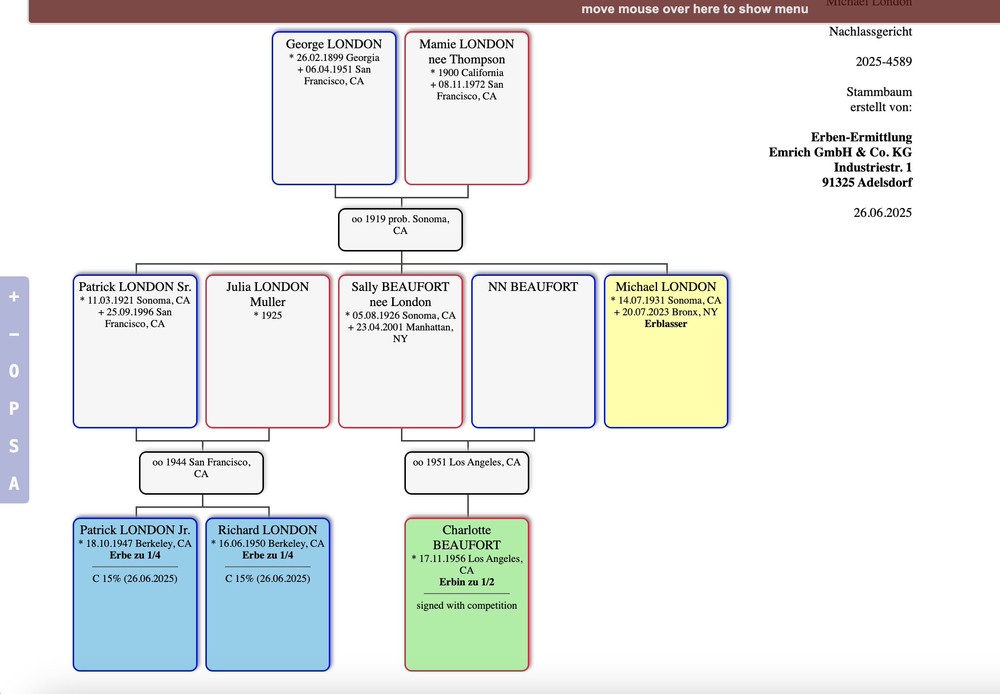 move mouse over here to show menu
Michael London
Nachlassgericht
2025-4589
Stammbaum
erstellt von:
Erben-Ermittlung
Emrich GmbH & Co. KG
Industriestr. 1
91325 Adelsdorf
26.06.2025
George LONDON
* 26.02.1899 Georgia
+ 06.04.1951 San
Francisco, CA
Mamie LONDON
nee Thompson
* 1900 California
+ 08.11.1972 San
Francisco, CA
oo 1919 prob. Sonoma,
CA
+
−
O
P
S
A
Patrick LONDON Sr.
* 11.03.1921 Sonoma, CA
+ 25.09.1996 San
Francisco, CA
Julia LONDON
Muller
* 1925
Sally BEAUFORT
nee London
* 05.08.1926 Sonoma, CA
+ 23.04.2001 Manhattan,
NY
NN BEAUFORT
Michael LONDON
* 14.07.1931 Sonoma, CA
+ 20.07.2023 Bronx, NY
Erblasser
oo 1944 San Francisco,
CA
oo 1951 Los Angeles, CA
Patrick LONDON Jr.
* 18.10.1947 Berkeley, CA
Erbe zu 1/4
C 15% (26.06.2025)
Richard LONDON
* 16.06.1950 Berkeley, CA
Erbe zu 1/4
C 15% (26.06.2025)
Charlotte
BEAUFORT
* 17.11.1956 Los Angeles,
CA
Erbin zu 1/2
signed with competition